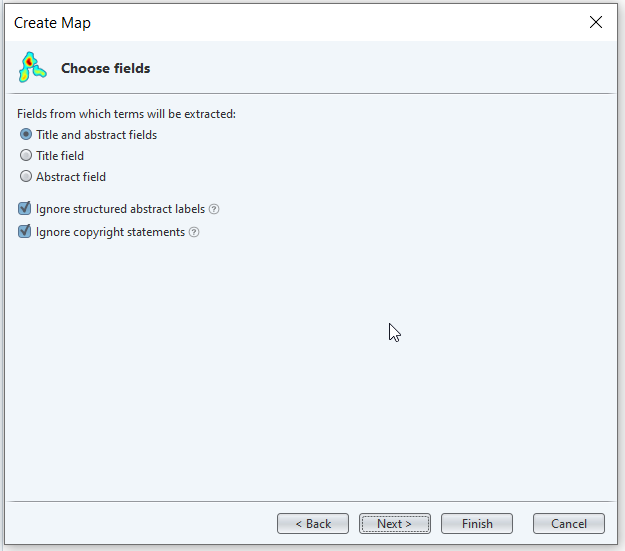 Create Map
Choose fields
Fields from which terms will be extracted:
Title and abstract fields
Title field
Abstract field
Ignore structured abstract labels ?
Ignore copyright statements ?
< Back Next > Finish Cancel